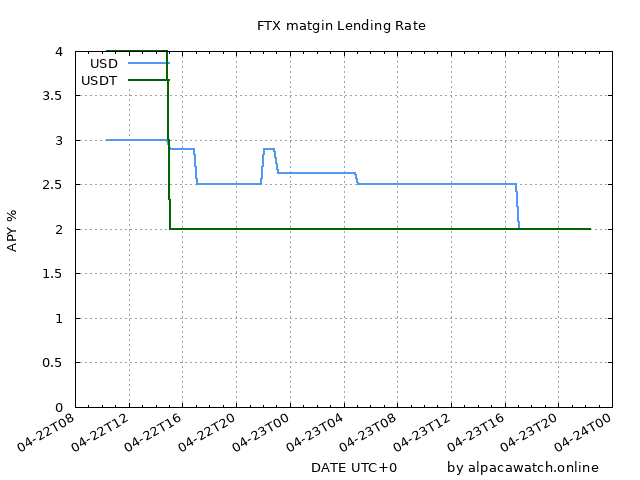 FTX matgin Lending Rate
USD
USDT
4
3.5
3
2.5
2
1.5
1
0.5
0
APY %
04-22T08
04-22T12
04-22T16
04-22T20
04-23T00
04-23T04
04-23T08
04-23T12
04-23T16
04-23T20
04-24T00
DATE UTC+0
by alpacawatch.online